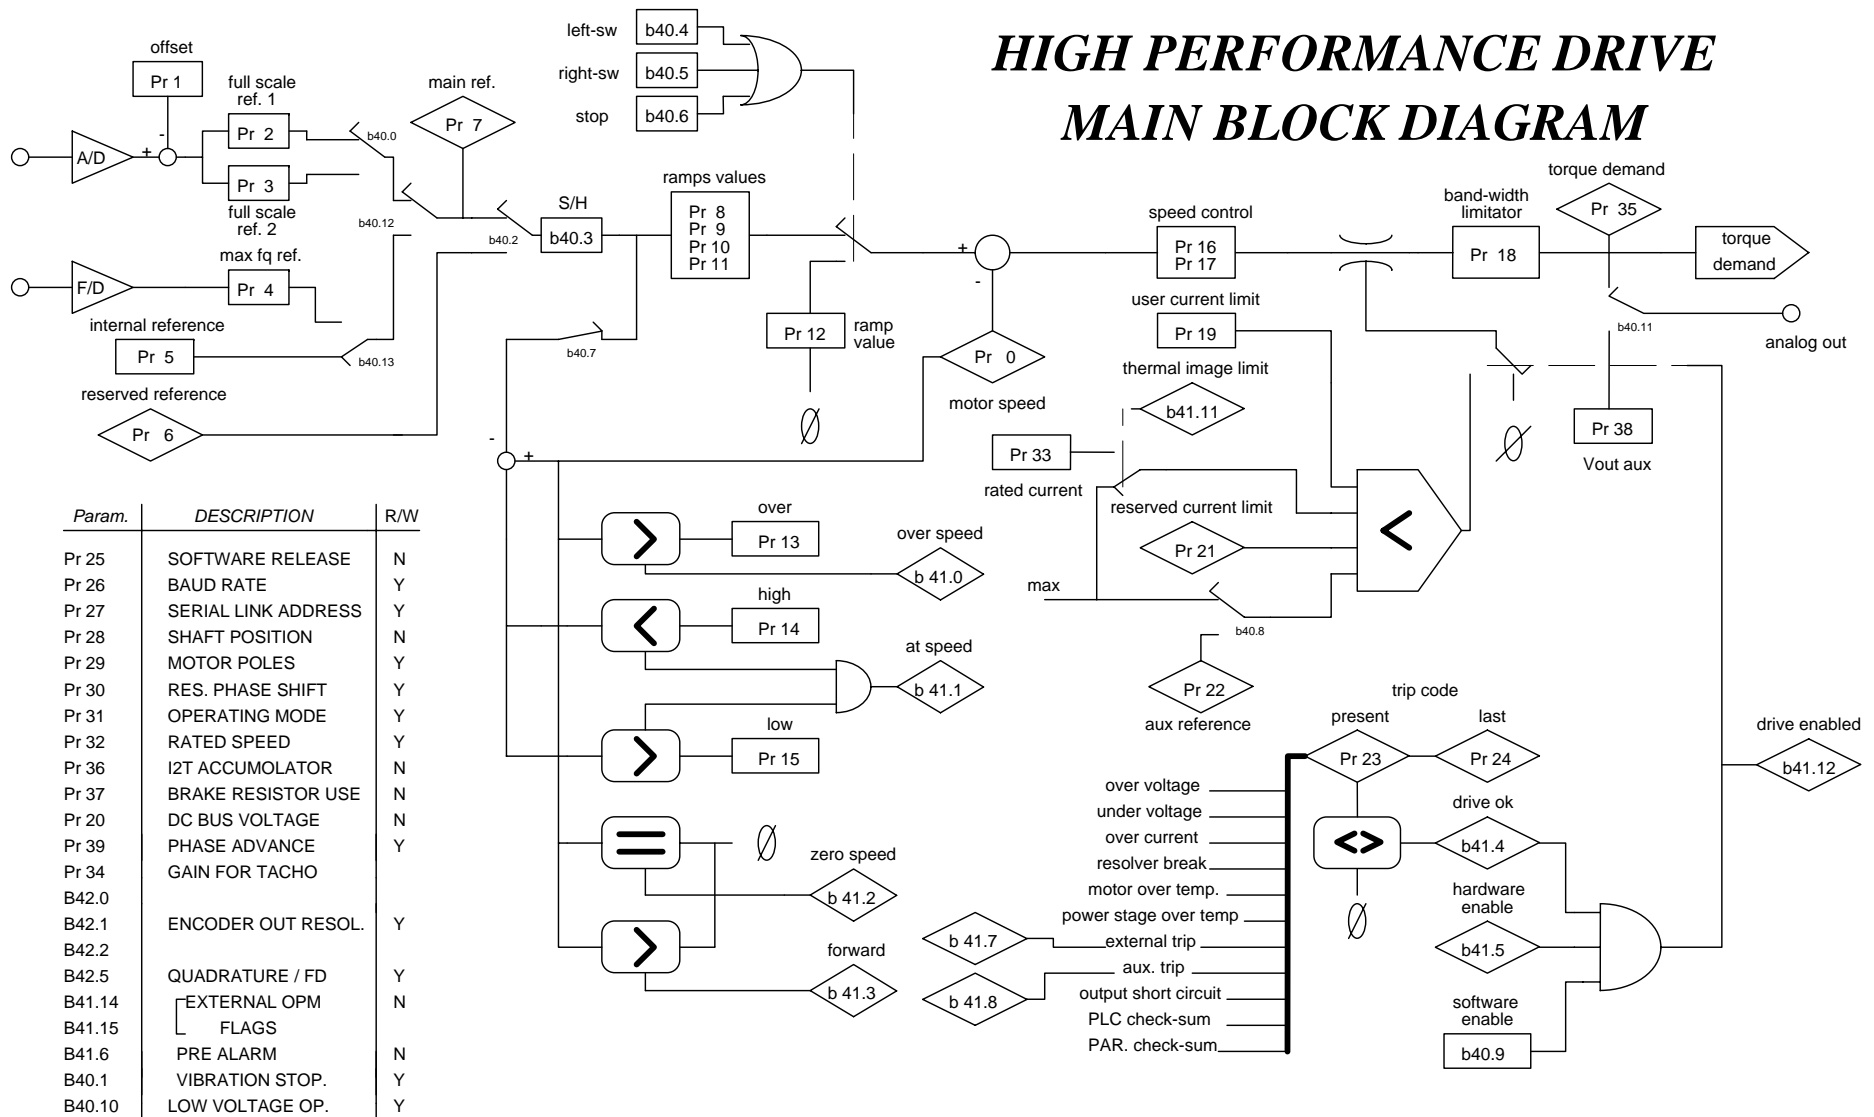 HIGH PERFORMANCE DRIVE
MAIN BLOCK DIAGRAM
left-sw
b40.4
right-sw
b40.5
stop
b40.6
offset
Pr 1
-
full scale
ref. 1
Pr 2
b40.0
main ref.
Pr 7
A/D
+
Pr 3
full scale
ref. 2
b40.12
max fq ref.
F/D
Pr 4
internal reference
Pr 5
b40.13
reserved reference
Pr 6
b40.2
S/H
b40.3
b40.7
ramps values
Pr 8
Pr 9
Pr 10
Pr 11
Pr 12
ramp
value
0
+
-
Pr 0
motor speed
speed control
Pr 16
Pr 17
user current limit
Pr 19
thermal image limit
b41.11
Pr 33
rated current
reserved current limit
Pr 21
max
b40.8
Pr 22
aux reference
<
band-width
limitator
Pr 18
torque demand
Pr 35
torque
demand
b40.11
analog out
Pr 38
Vout aux
0
-
+
over
>
Pr 13
over speed
b 41.0
high
<
Pr 14
at speed
b 41.1
low
>
Pr 15
=
0
zero speed
b 41.2
>
forward
b 41.3
trip code
present
last
Pr 23
Pr 24
drive enabled
b41.12
over voltage
under voltage
over current
resolver break
motor over temp.
power stage over temp
b 41.7
external trip
aux. trip
b 41.8
output short circuit
PLC check-sum
PAR. check-sum
drive ok
<>
b41.4
0
hardware
enable
b41.5
software
enable
b40.9
Param. DESCRIPTION R/W
Pr 25 SOFTWARE RELEASE N
Pr 26 BAUD RATE Y
Pr 27 SERIAL LINK ADDRESS Y
Pr 28 SHAFT POSITION N
Pr 29 MOTOR POLES Y
Pr 30 RES. PHASE SHIFT Y
Pr 31 OPERATING MODE Y
Pr 32 RATED SPEED Y
Pr 36 I2T ACCUMOLATOR N
Pr 37 BRAKE RESISTOR USE N
Pr 20 DC BUS VOLTAGE N
Pr 39 PHASE ADVANCE Y
Pr 34 GAIN FOR TACHO
B42.0
B42.1 ENCODER OUT RESOL. Y
B42.2
B42.5 QUADRATURE / FD Y
B41.14 EXTERNAL OPM N
B41.15 FLAGS
B41.6 PRE ALARM N
B40.1 VIBRATION STOP. Y
B40.10 LOW VOLTAGE OP. Y